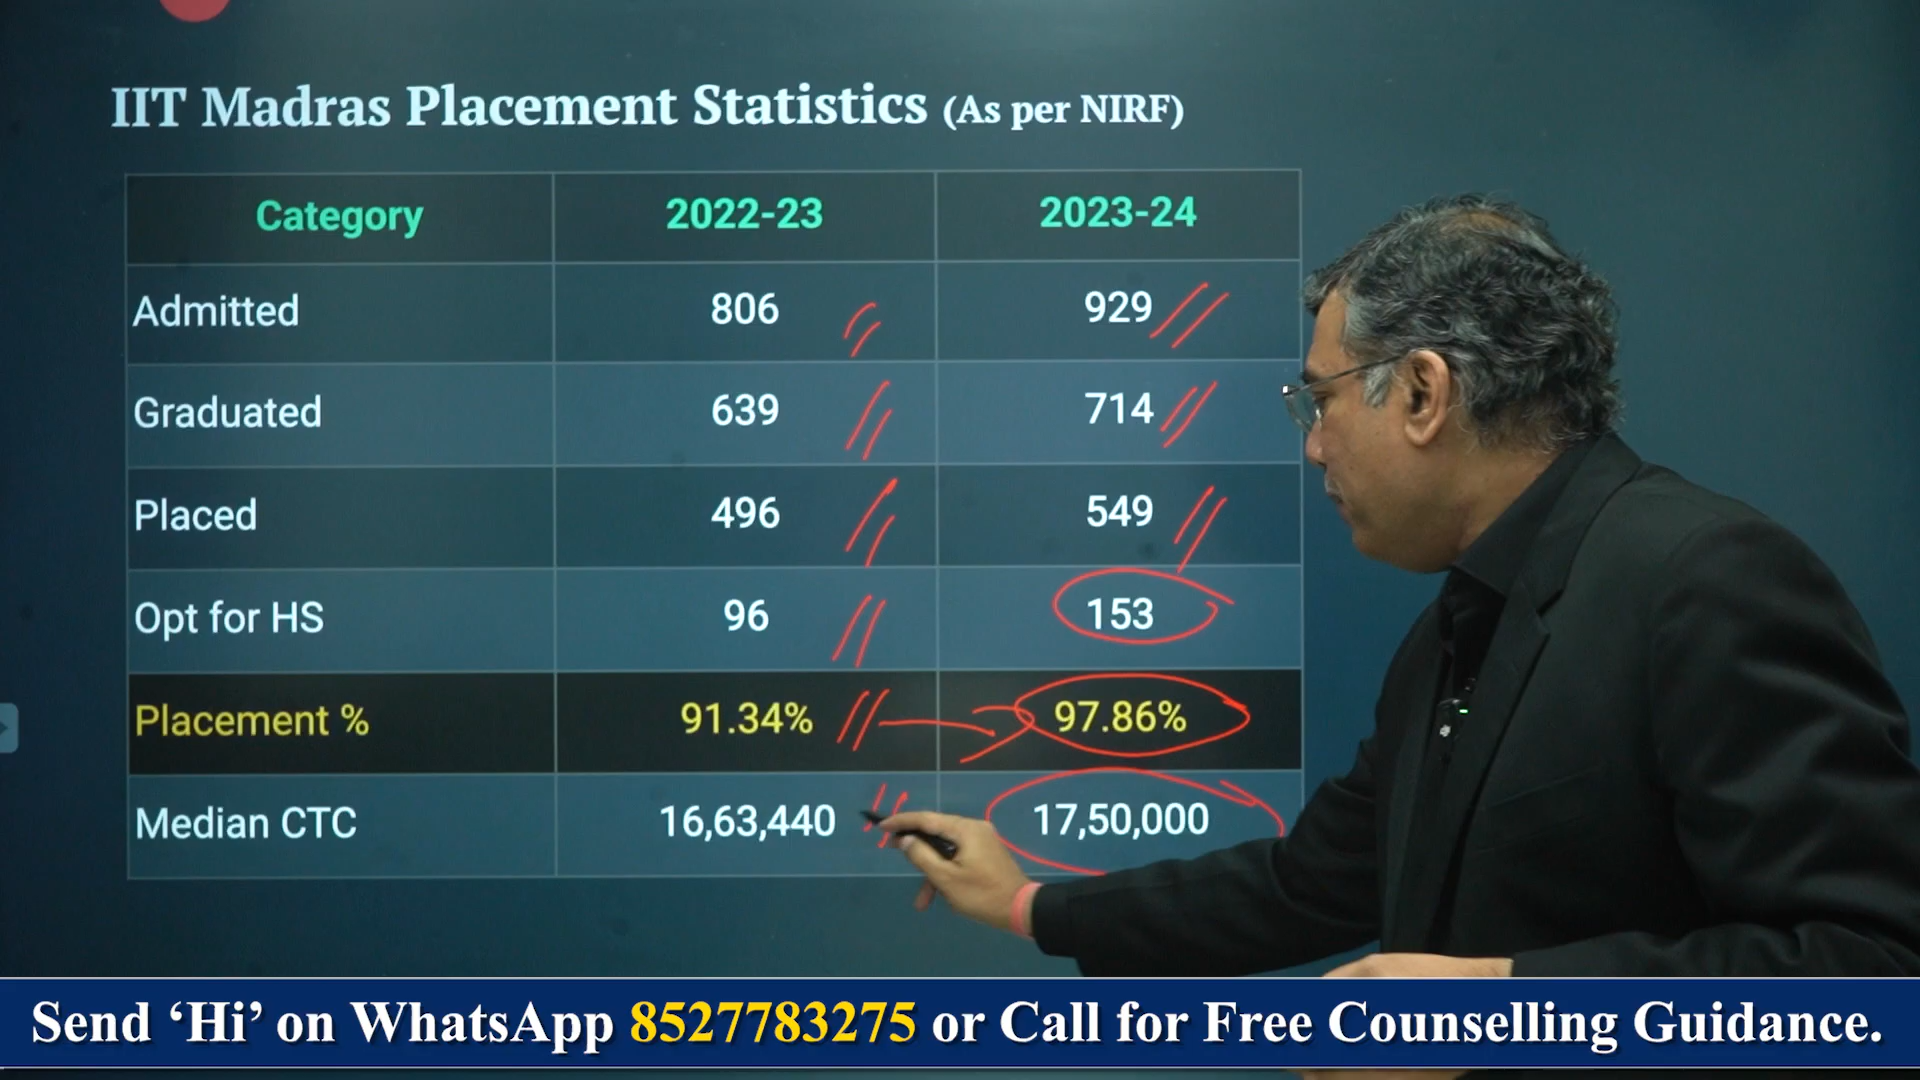 IIT Madras Placement Statistics (As per NIRF)
Category 2022-23 2023-24
Admitted 806 929
Graduated 639 714
Placed 496 549
Opt for HS 96 153
Placement % 91.34% 97.86%
Median CTC 16,63,440 17,50,000
Send ‘Hi’ on WhatsApp 8527783275 or Call for Free Counselling Guidance.